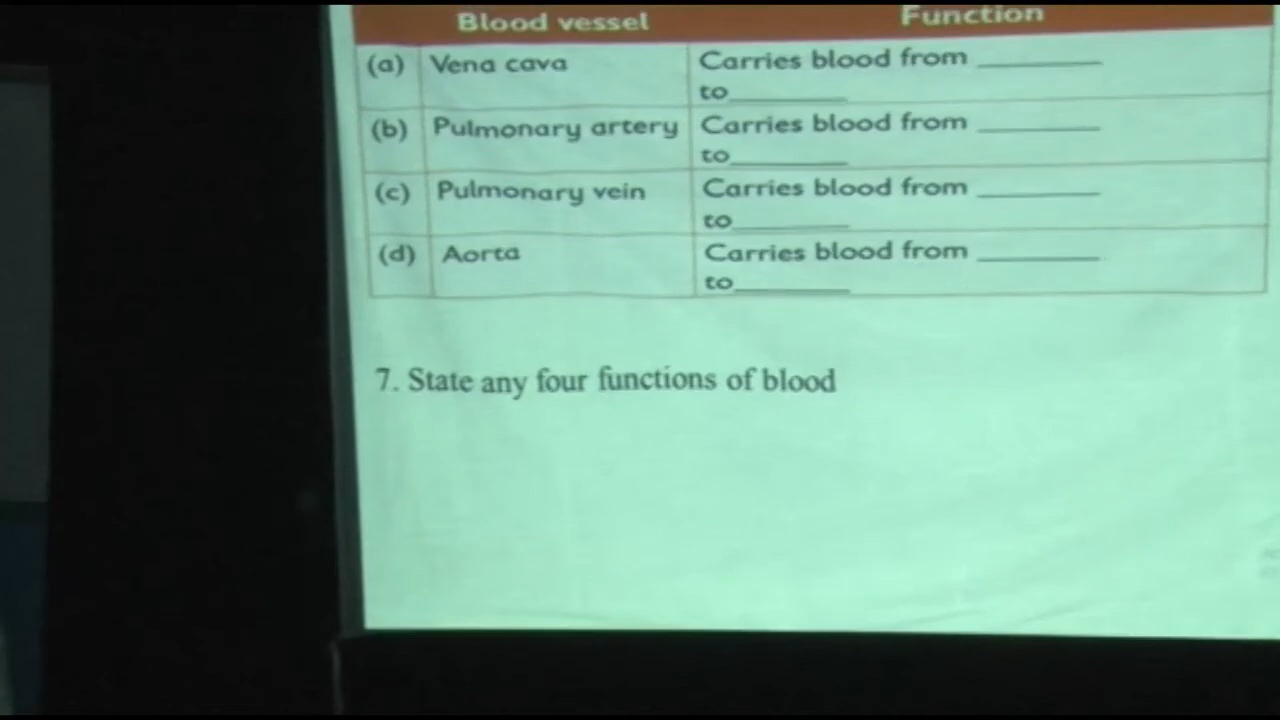 Blood vessel Function
(a) Vena cava Carries blood from ________
to________
(b) Pulmonary artery Carries blood from ________
to________
(c) Pulmonary vein Carries blood from ________
to________
(d) Aorta Carries blood from ________
to________
7. State any four functions of blood